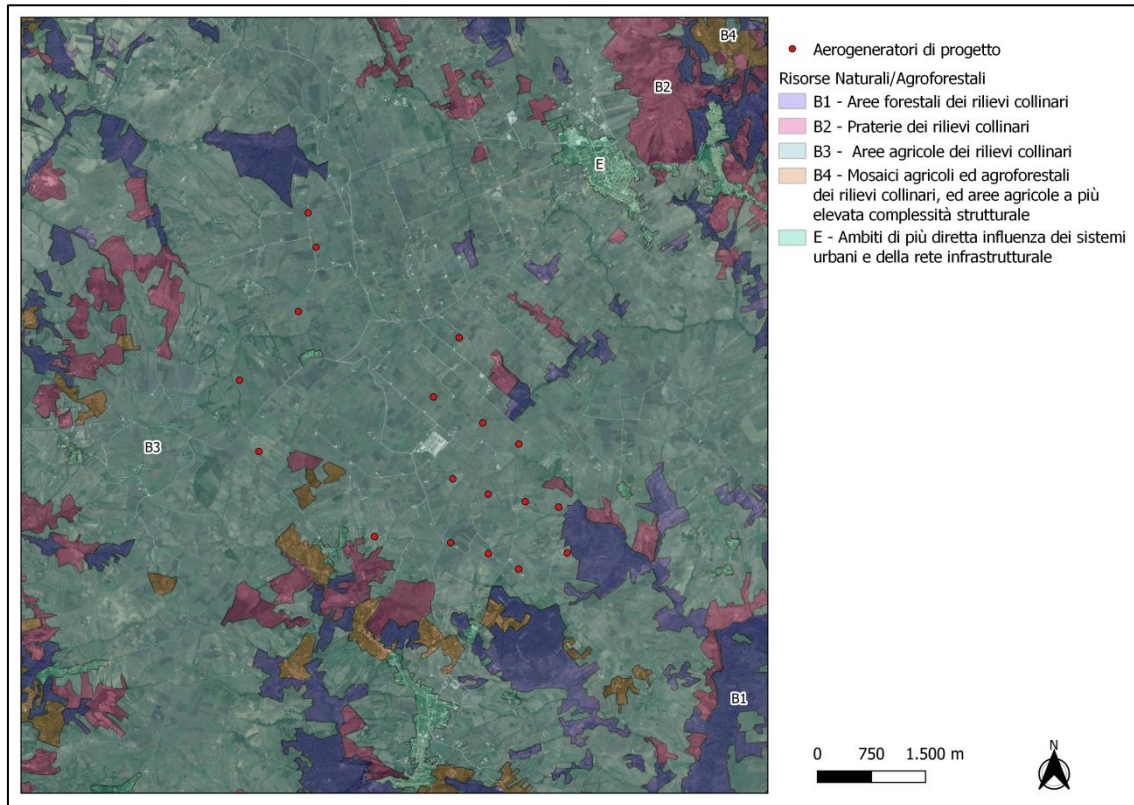 B4
B2
E
B3
B1
Aerogeneratori di progetto
Risorse Naturali/Agroforestali
B1 - Aree forestali dei rilievi collinari
B2 - Praterie dei rilievi collinari
B3 - Aree agricole dei rilievi collinari
B4 - Mosaici agricoli ed agroforestali
dei rilievi collinari, ed aree agricole a più
elevata complessità strutturale
E - Ambiti di più diretta influenza dei sistemi
urbani e della rete infrastrutturale
0 750 1.500 m
N